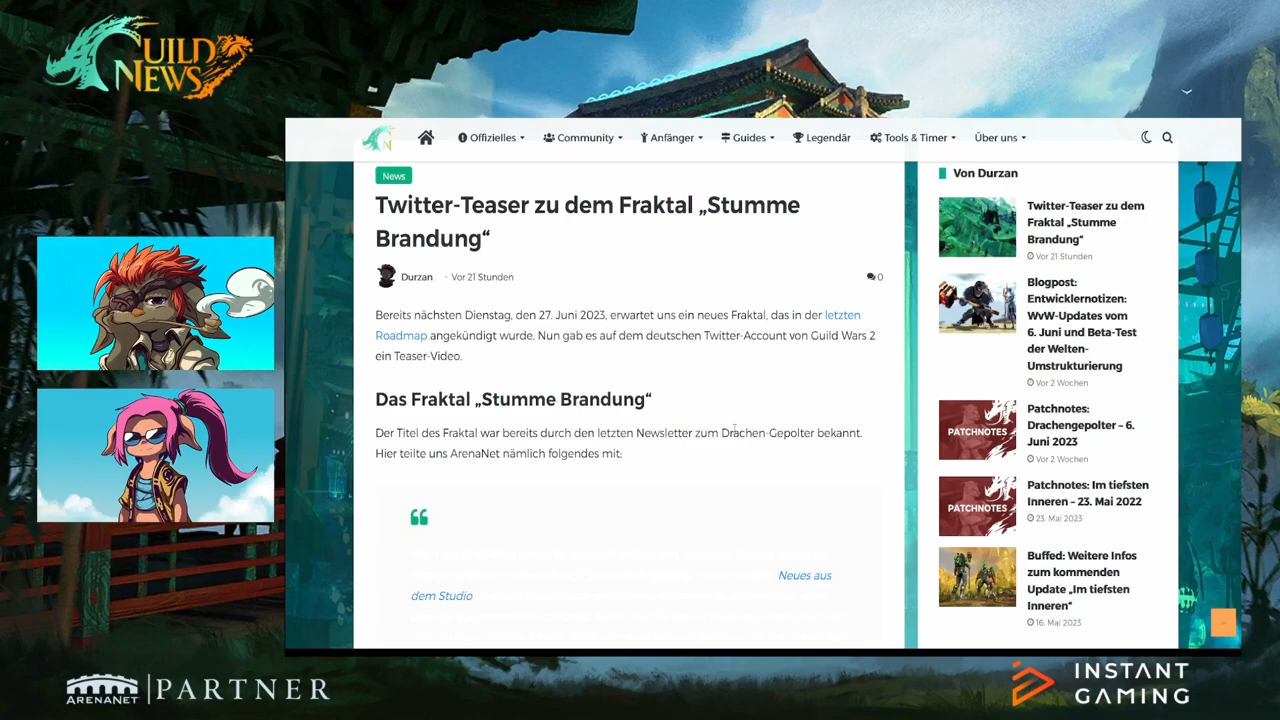 GUILD NEWS
Offizielles
Community
Anfänger
Guides
Legendär
Tools & Timer
Über uns
News
Twitter-Teaser zu dem Fraktal „Stumme
Brandung“
Durzan
Vor 21 Stunden
0
Bereits nächsten Dienstag, den 27. Juni 2023, erwartet uns ein neues Fraktal, das in der letzten
Roadmap angekündigt wurde. Nun gab es auf dem deutschen Twitter-Account von Guild Wars 2
ein Teaser-Video.
Das Fraktal „Stumme Brandung“
Der Titel des Fraktal war bereits durch den letzten Newsletter zum Drachen-Gepolter bekannt.
Hier teilte uns ArenaNet nämlich folgendes mit:
Neues aus
dem Studio
Von Durzan
Twitter-Teaser zu dem
Fraktal „Stumme
Brandung“
Vor 21 Stunden
Blogpost:
Entwicklernotizen:
WvW-Updates vom
6. Juni und Beta-Test
der Welten-
Umstrukturierung
Vor 2 Wochen
PATCHNOTES
Patchnotes:
Drachengepolter – 6.
Juni 2023
Vor 2 Wochen
PATCHNOTES
Patchnotes: Im tiefsten
Inneren – 23. Mai 2022
23. Mai 2023
Buffed: Weitere Infos
zum kommenden
Update „Im tiefsten
Inneren“
16. Mai 2023
ARENANET
PARTNER
INSTANT
GAMING